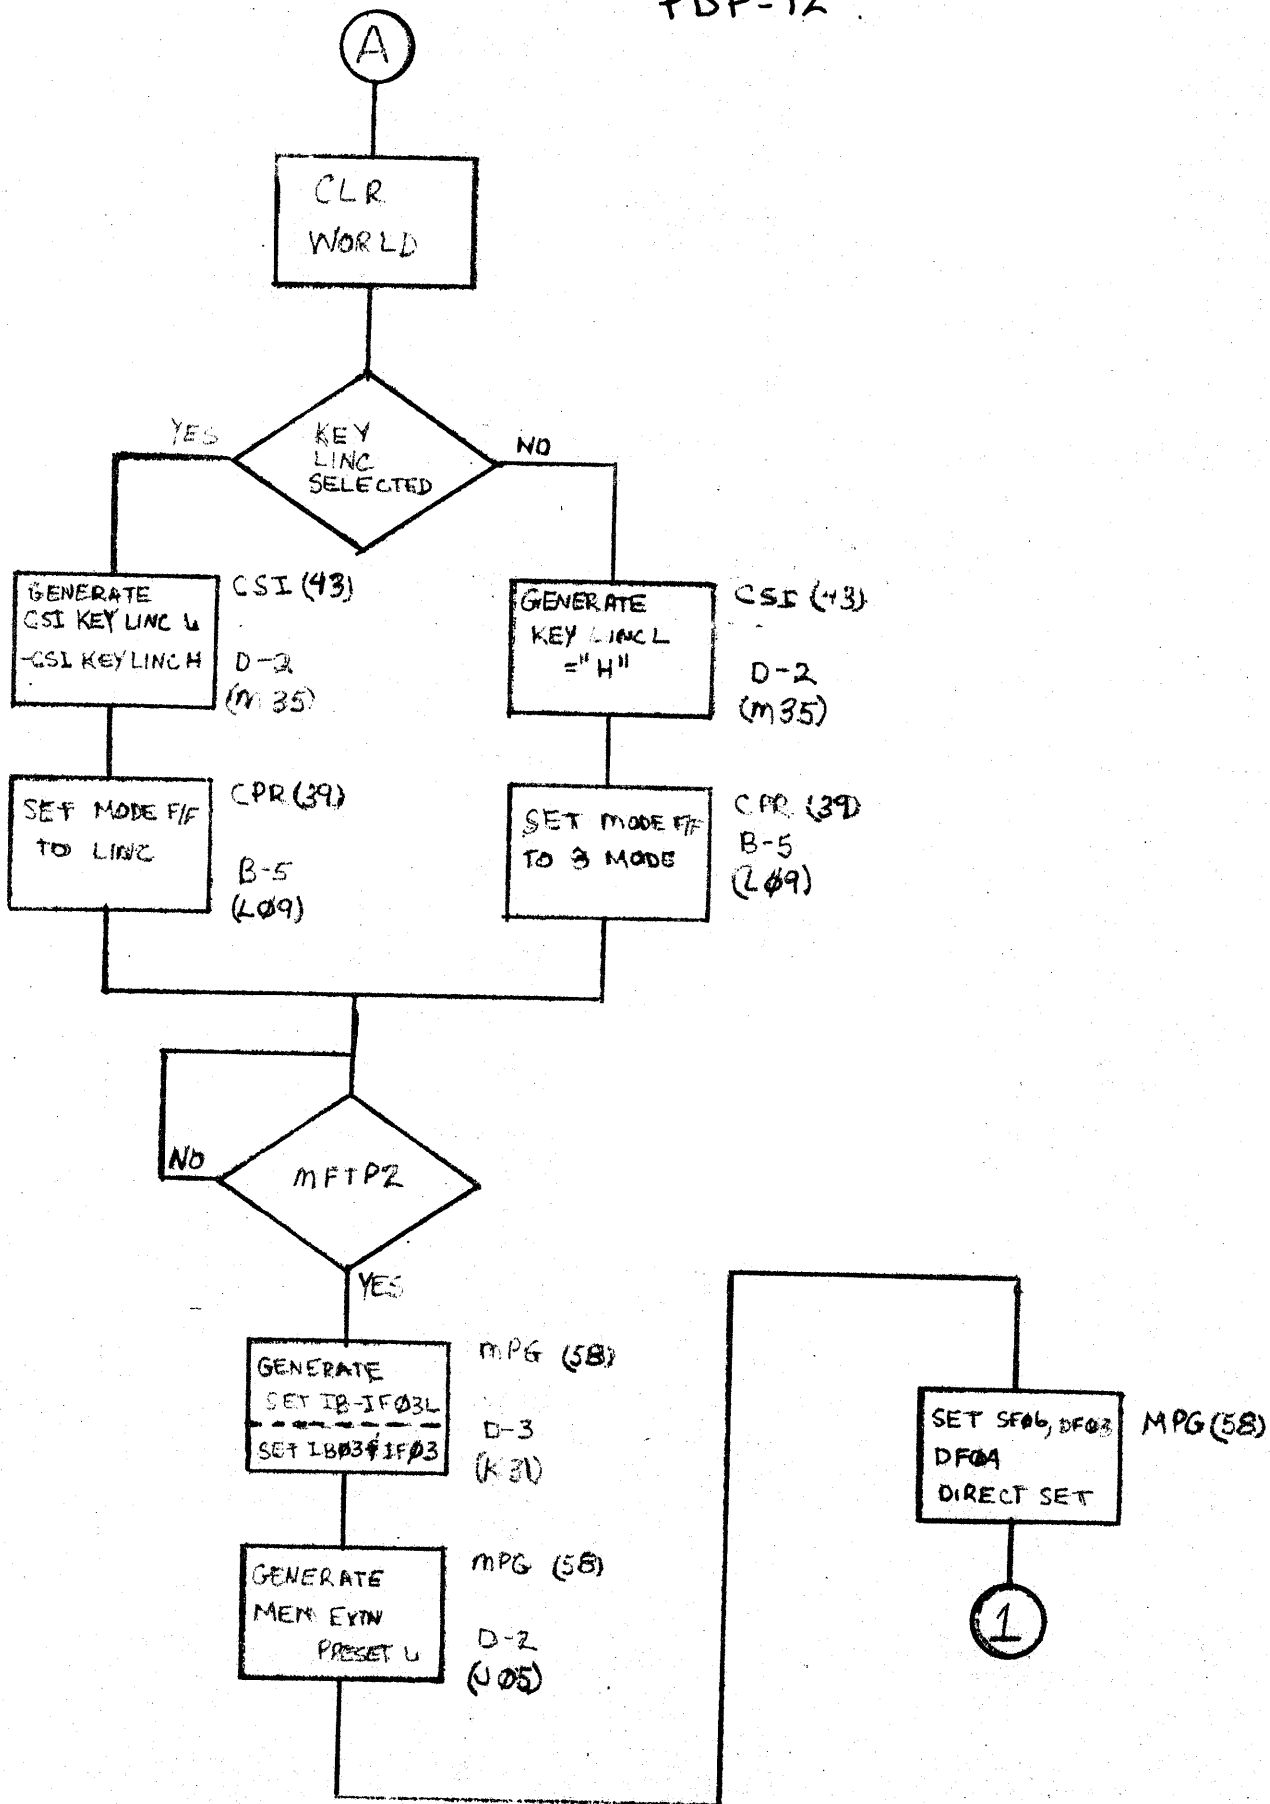 PDP-12
A
CLR
WORLD
YES
KEY
LINC
SELECTED
NO
GENERATE
CSI KEY LINC L
-CSI KEY LINC H
CSI (43)
D-2
(M35)
GENERATE
KEY LINC L
="H"
CSI (43)
D-2
(M35)
SET MODE F/F
TO LINC
CPR (39)
B-5
(LØ9)
SET MODE F/F
TO 8 MODE
CPR (39)
B-5
(LØ9)
NO
MFTP2
YES
GENERATE
SET IB-IFØ3L
SET IBØ3 & IFØ3
MPG (58)
D-3
(K31)
GENERATE
MEM EXTN
PRESET L
MPG (58)
D-2
(J05)
SET SFØ6, DFØ3
DFØ4
DIRECT SET
MPG (58)
1